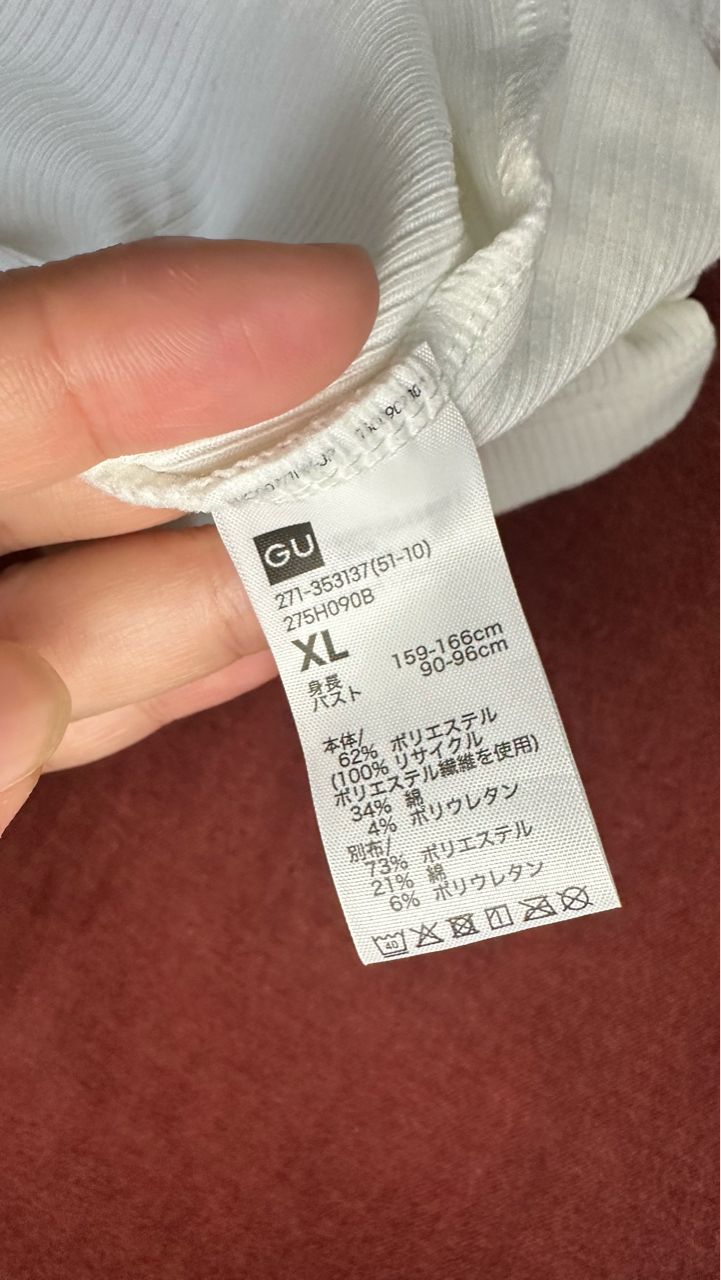 GU
271-353137(51-10)
275H090B
XL
身長 159-166cm
バスト 90-96cm
本体/
62% ポリエステル
(100% リサイクル
ポリエステル繊維を使用)
34% 綿
4% ポリウレタン
別布/
73% ポリエステル
21% 綿
6% ポリウレタン
40